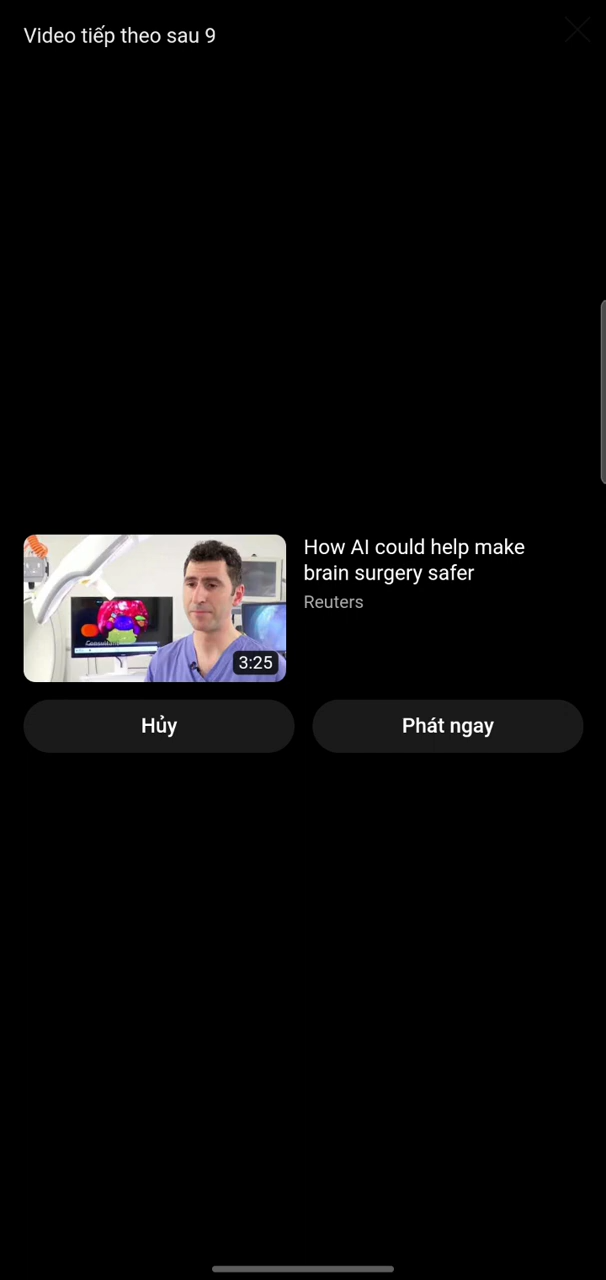 Video tiếp theo sau 9
How AI could help make
brain surgery safer
Reuters
3:25
Hủy
Phát ngay